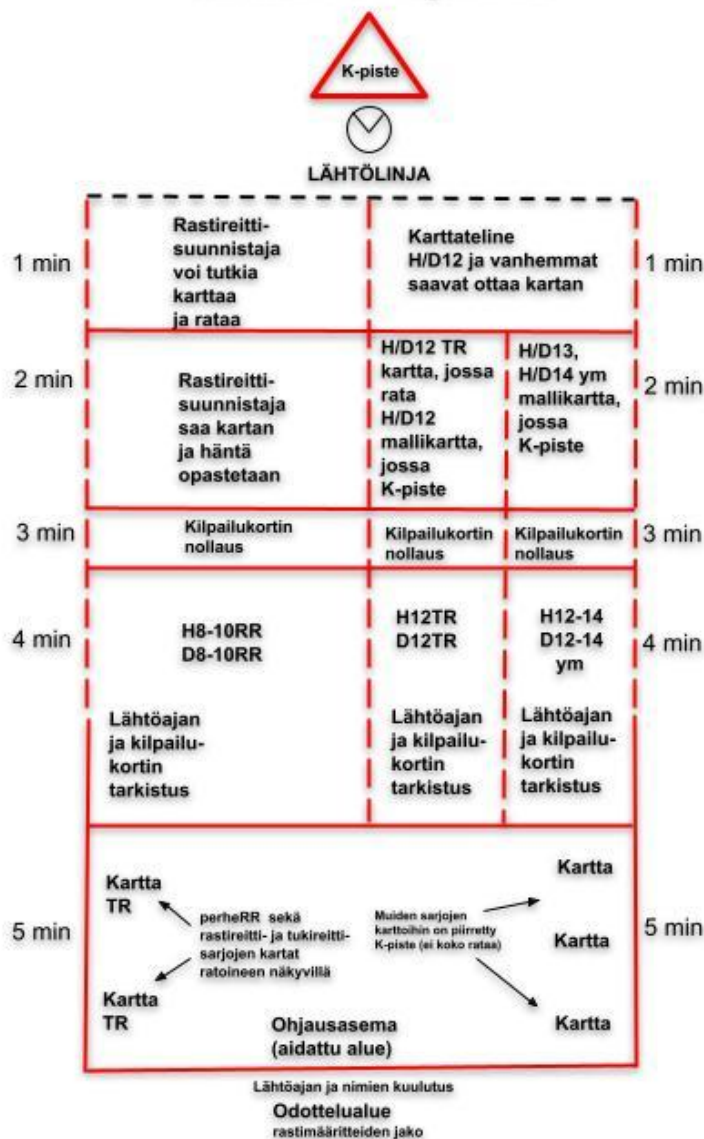 K-piste
LÄHTÖLINJA
1 min
Rastireitti-
suunnistaja
voi tutkia
karttaa
ja rataa
Karttateline
H/D12 ja vanhemmat
saavat ottaa kartan
1 min
2 min
Rastireitti-
suunnistaja
saa kartan
ja häntä
opastetaan
H/D12 TR
kartta, jossa
rata
H/D12
mallikartta,
jossa
K-piste
H/D13,
H/D14 ym
mallikartta,
jossa
K-piste
2 min
3 min
Kilpailukortin
nollaus
Kilpailukortin
nollaus
Kilpailukortin
nollaus
3 min
4 min
H8-10RR
D8-10RR
Lähtöajan
ja kilpailu-
kortin
tarkistus
H12TR
D12TR
Lähtöajan
ja kilpailu-
kortin
tarkistus
H12-14
D12-14
ym
Lähtöajan
ja kilpailu-
kortin
tarkistus
4 min
5 min
Kartta
TR
perheRR sekä
rastireitti- ja tukireitti-
sarjojen kartat
ratoineen näkyvillä
Kartta
TR
Muiden sarjojen
karttoihin on piirretty
K-piste (ei koko rataa)
Kartta
Kartta
Kartta
5 min
Ohjausasema
(aidattu alue)
Lähtöajan ja nimien kuulutus
Odottelualue
rastimääritteiden jako